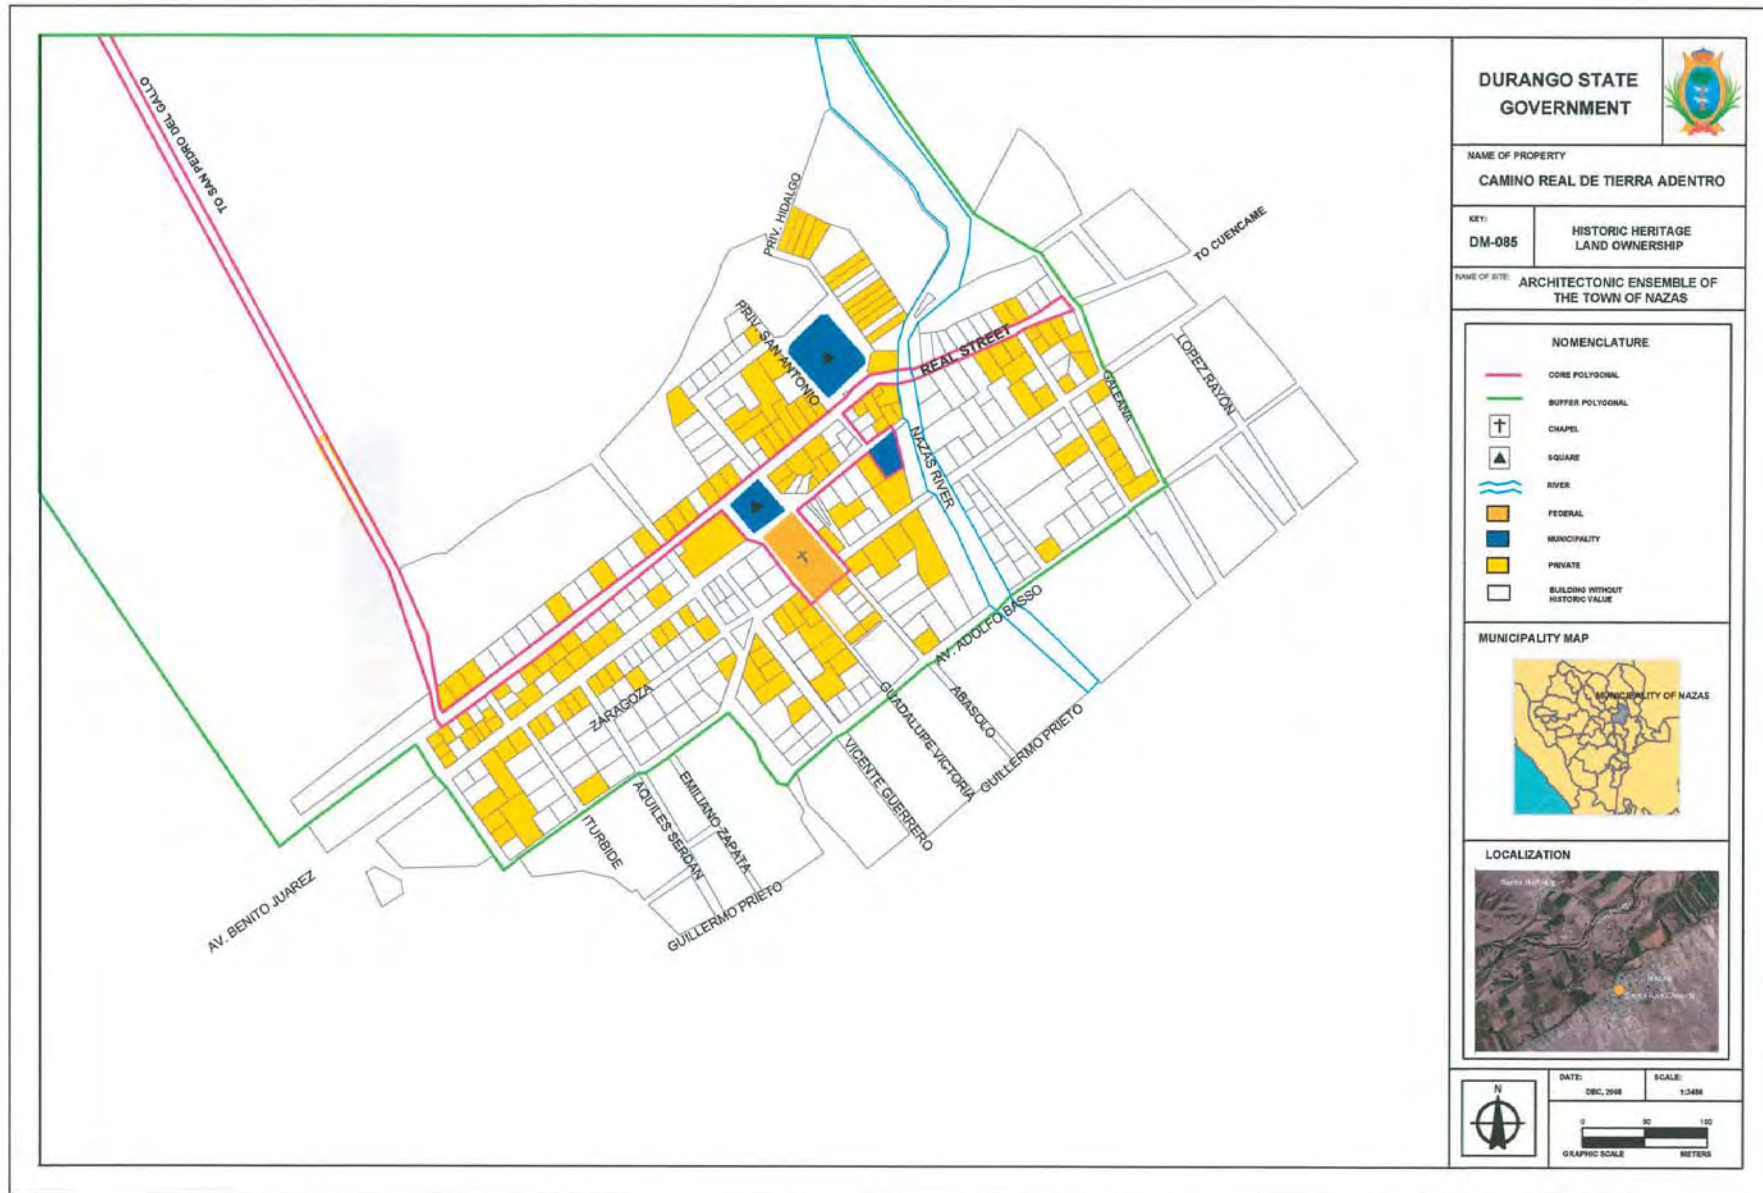 TO SAN PEDRO DEL GALLO
PRIV. HIDALGO
TO CUENCAME
PRIV. SAN ANTONIO
REAL STREET
LOPEZ RAYON
GALEANA
NAZAS RIVER
ZARAGOZA
AV. ADOLFO BASSO
ABASOLO
GUADALUPE VICTORIA
GUILLERMO PRIETO
VICENTE GUERRERO
EMILIANO ZAPATA
AQUILES SERDAN
ITURBIDE
GUILLERMO PRIETO
AV. BENITO JUAREZ
DURANGO STATE
GOVERNMENT
NAME OF PROPERTY
CAMINO REAL DE TIERRA ADENTRO
KEY:
DM-085
HISTORIC HERITAGE
LAND OWNERSHIP
NAME OF SITE:
ARCHITECTONIC ENSEMBLE OF
THE TOWN OF NAZAS
NOMENCLATURE
CORE POLYGONAL
BUFFER POLYGONAL
CHAPEL
SQUARE
RIVER
FEDERAL
MUNICIPALITY
PRIVATE
BUILDING WITHOUT
HISTORIC VALUE
MUNICIPALITY MAP
MUNICIPALITY OF NAZAS
LOCALIZATION
N
DATE:
DEC, 2008
SCALE:
GRAPHIC SCALE
METERS